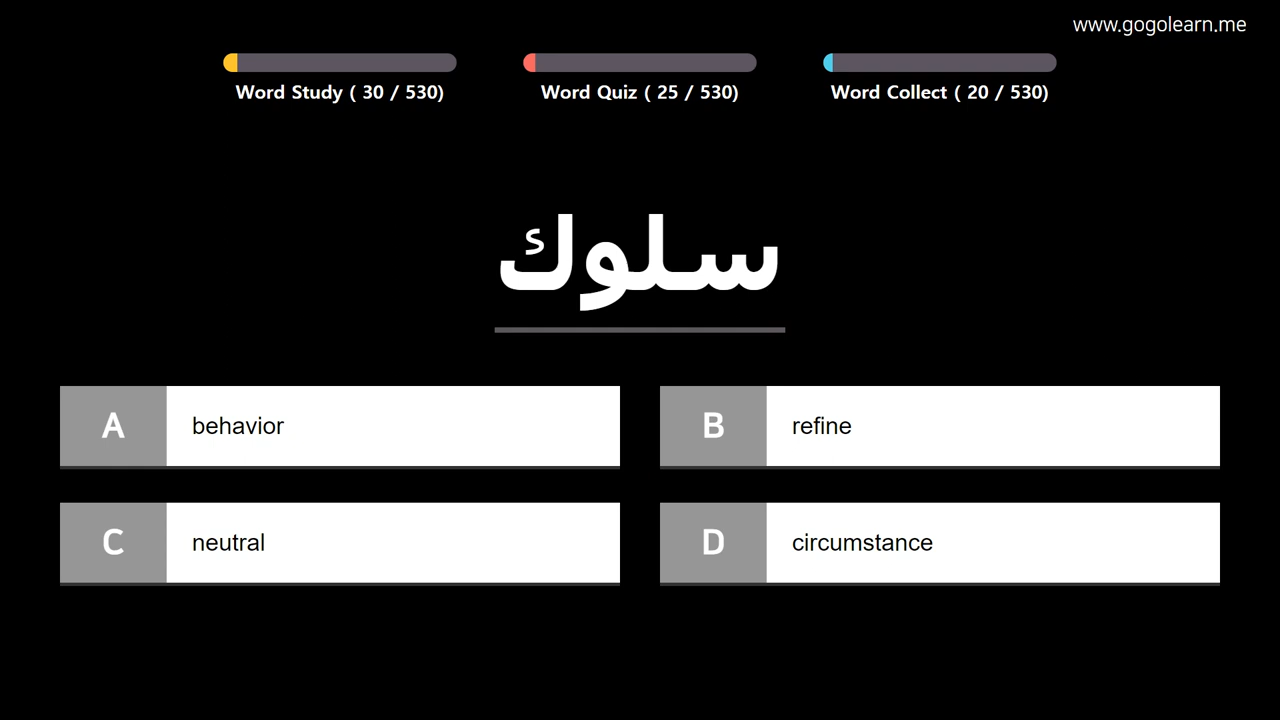 www.gogolearn.me
Word Study ( 30 / 530)
Word Quiz ( 25 / 530)
Word Collect ( 20 / 530)
سلوك
A behavior
B refine
C neutral
D circumstance